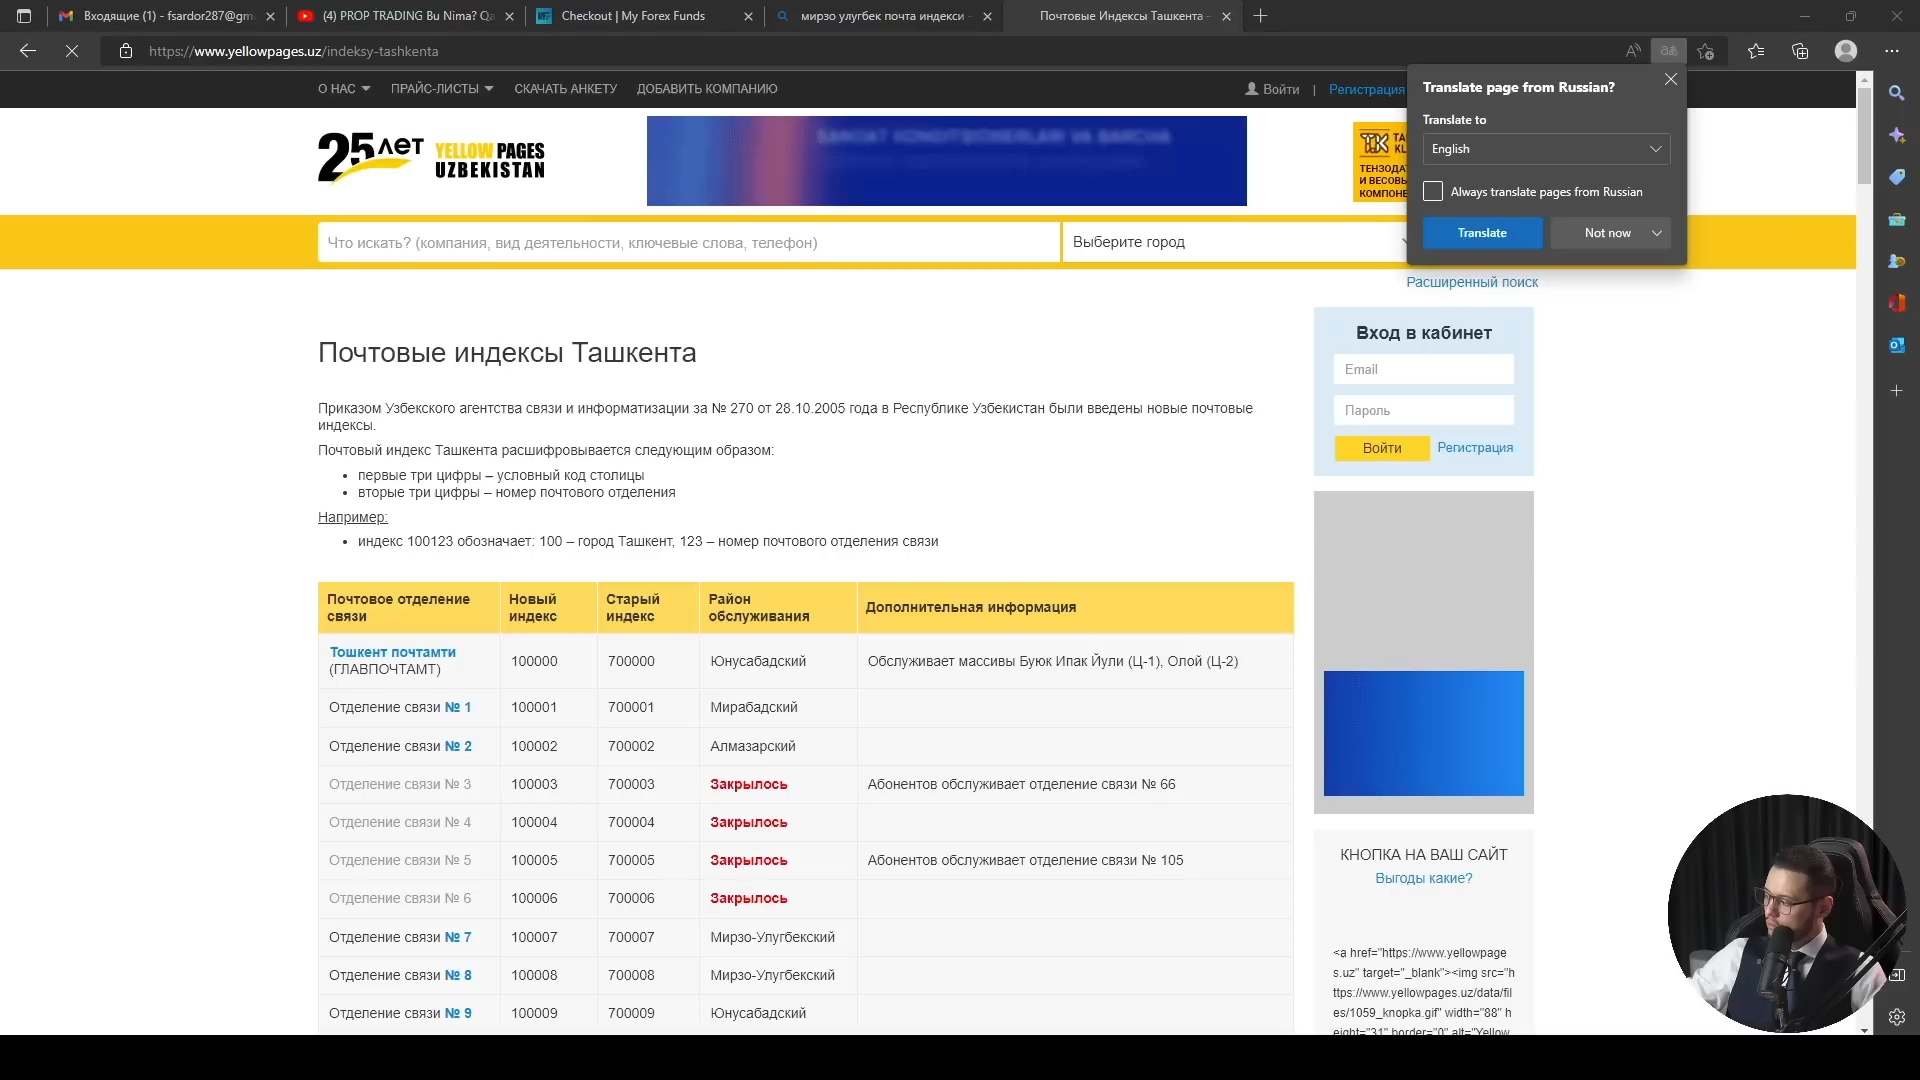 Входящие (1) - fsardor287@gm
(4) PROP TRADING Bu Nima? Qa
Checkout | My Forex Funds
мирзо улугбек почта индекси -
Почтовые Индексы Ташкента -
https://www.yellowpages.uz/indeksy-tashkenta
О НАС
ПРАЙС-ЛИСТЫ
СКАЧАТЬ АНКЕТУ
ДОБАВИТЬ КОМПАНИЮ
Войти | Регистрация
Translate page from Russian?
Translate to
English
Always translate pages from Russian
Translate
Not now
25 лет
YELLOW PAGES
UZBEKISTAN
SANOAT KONDITSIONERLARI VA BARCHA
ТЕНЗОДА
И ВЕСОВЬ
КОМПОНЕ
Что искать? (компания, вид деятельности, ключевые слова, телефон)
Выберите город
Расширенный поиск
Почтовые индексы Ташкента
Приказом Узбекского агентства связи и информатизации за № 270 от 28.10.2005 года в Республике Узбекистан были введены новые почтовые
индексы.
Почтовый индекс Ташкента расшифровывается следующим образом:
• первые три цифры – условный код столицы
• вторые три цифры – номер почтового отделения
Например:
• индекс 100123 обозначает: 100 – город Ташкент, 123 – номер почтового отделения связи
Почтовое отделение связи Новый индекс Старый индекс Район обслуживания Дополнительная информация
Тошкент почтамти (ГЛАВПОЧТАМТ) 100000 700000 Юнусабадский Обслуживает массивы Буюк Ипак Йули (Ц-1), Олой (Ц-2)
Отделение связи № 1 100001 700001 Мирабадский
Отделение связи № 2 100002 700002 Алмазарский
Отделение связи № 3 100003 700003 Закрылось Абонентов обслуживает отделение связи № 66
Отделение связи № 4 100004 700004 Закрылось
Отделение связи № 5 100005 700005 Закрылось Абонентов обслуживает отделение связи № 105
Отделение связи № 6 100006 700006 Закрылось
Отделение связи № 7 100007 700007 Мирзо-Улугбекский
Отделение связи № 8 100008 700008 Мирзо-Улугбекский
Отделение связи № 9 100009 700009 Юнусабадский
Вход в кабинет
Email
Пароль
Войти
Регистрация
КНОПКА НА ВАШ САЙТ
Выгоды какие?
<a href="https://www.yellowpage
s.uz" target="_blank"><img src="h
ttps://www.yellowpages.uz/data/fil
es/1059_knopka.gif" width="88" h
eight="31" border="0" alt="Yellow